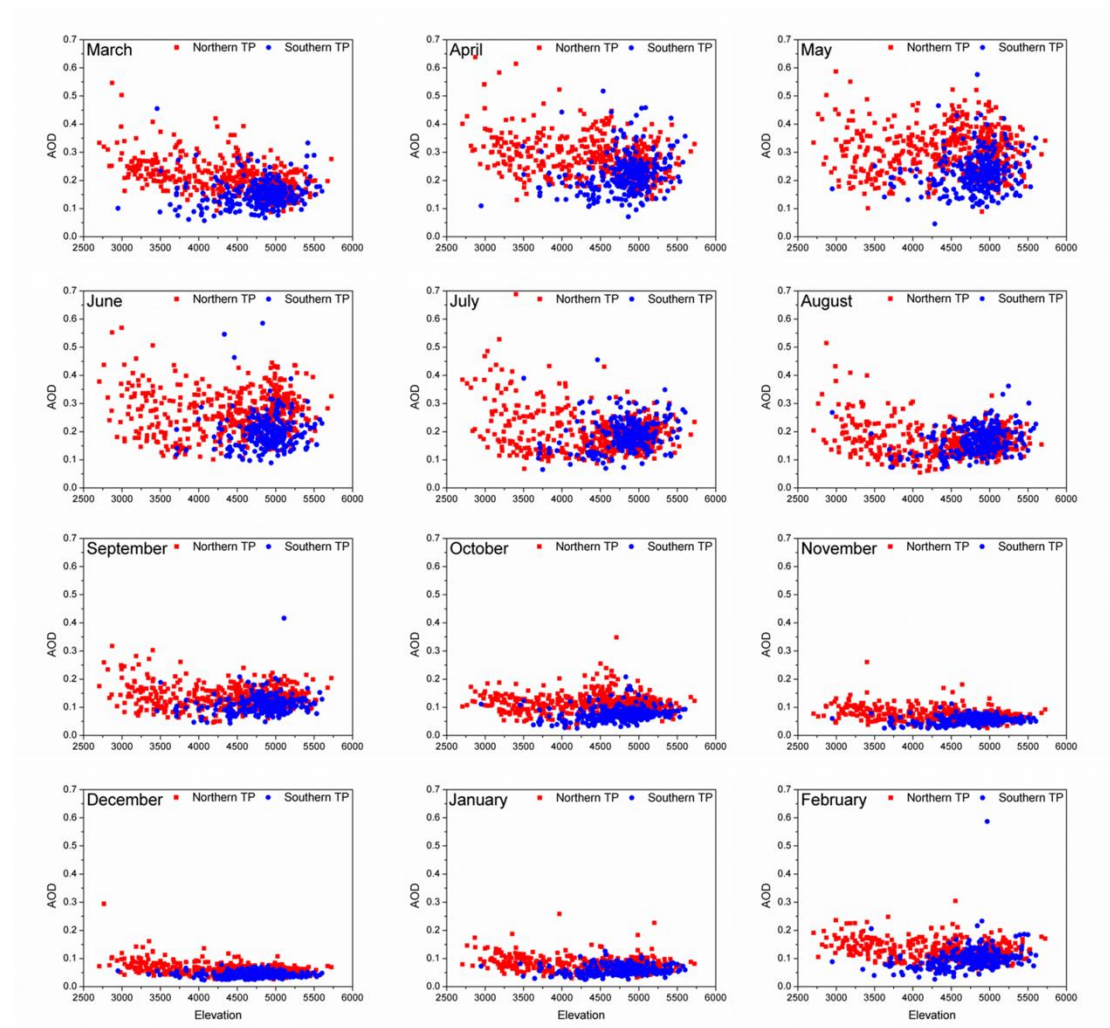 March Northern TP Southern TP
April Northern TP Southern TP
May Northern TP Southern TP
0.7 0.7 0.7
0.6 0.6 0.6
0.5 0.5 0.5
0.4 0.4 0.4
AOD AOD AOD
0.3 0.3 0.3
0.2 0.2 0.2
0.1 0.1 0.1
0.0 0.0 0.0
2500 3000 3500 4000 4500 5000 5500 6000 2500 3000 3500 4000 4500 5000 5500 6000 2500 3000 3500 4000 4500 5000 5500 6000
June Northern TP Southern TP
July Northern TP Southern TP
August Northern TP Southern TP
0.7 0.7 0.7
0.6 0.6 0.6
0.5 0.5 0.5
0.4 0.4 0.4
AOD AOD AOD
0.3 0.3 0.3
0.2 0.2 0.2
0.1 0.1 0.1
0.0 0.0 0.0
2500 3000 3500 4000 4500 5000 5500 6000 2500 3000 3500 4000 4500 5000 5500 6000 2500 3000 3500 4000 4500 5000 5500 6000
September Northern TP Southern TP
October Northern TP Southern TP
November Northern TP Southern TP
0.7 0.7 0.7
0.6 0.6 0.6
0.5 0.5 0.5
0.4 0.4 0.4
AOD AOD AOD
0.3 0.3 0.3
0.2 0.2 0.2
0.1 0.1 0.1
0.0 0.0 0.0
2500 3000 3500 4000 4500 5000 5500 6000 2500 3000 3500 4000 4500 5000 5500 6000 2500 3000 3500 4000 4500 5000 5500 6000
December Northern TP Southern TP
January Northern TP Southern TP
February Northern TP Southern TP
0.7 0.7 0.7
0.6 0.6 0.6
0.5 0.5 0.5
0.4 0.4 0.4
AOD AOD AOD
0.3 0.3 0.3
0.2 0.2 0.2
0.1 0.1 0.1
0.0 0.0 0.0
2500 3000 3500 4000 4500 5000 5500 6000 2500 3000 3500 4000 4500 5000 5500 6000 2500 3000 3500 4000 4500 5000 5500 6000
Elevation Elevation Elevation